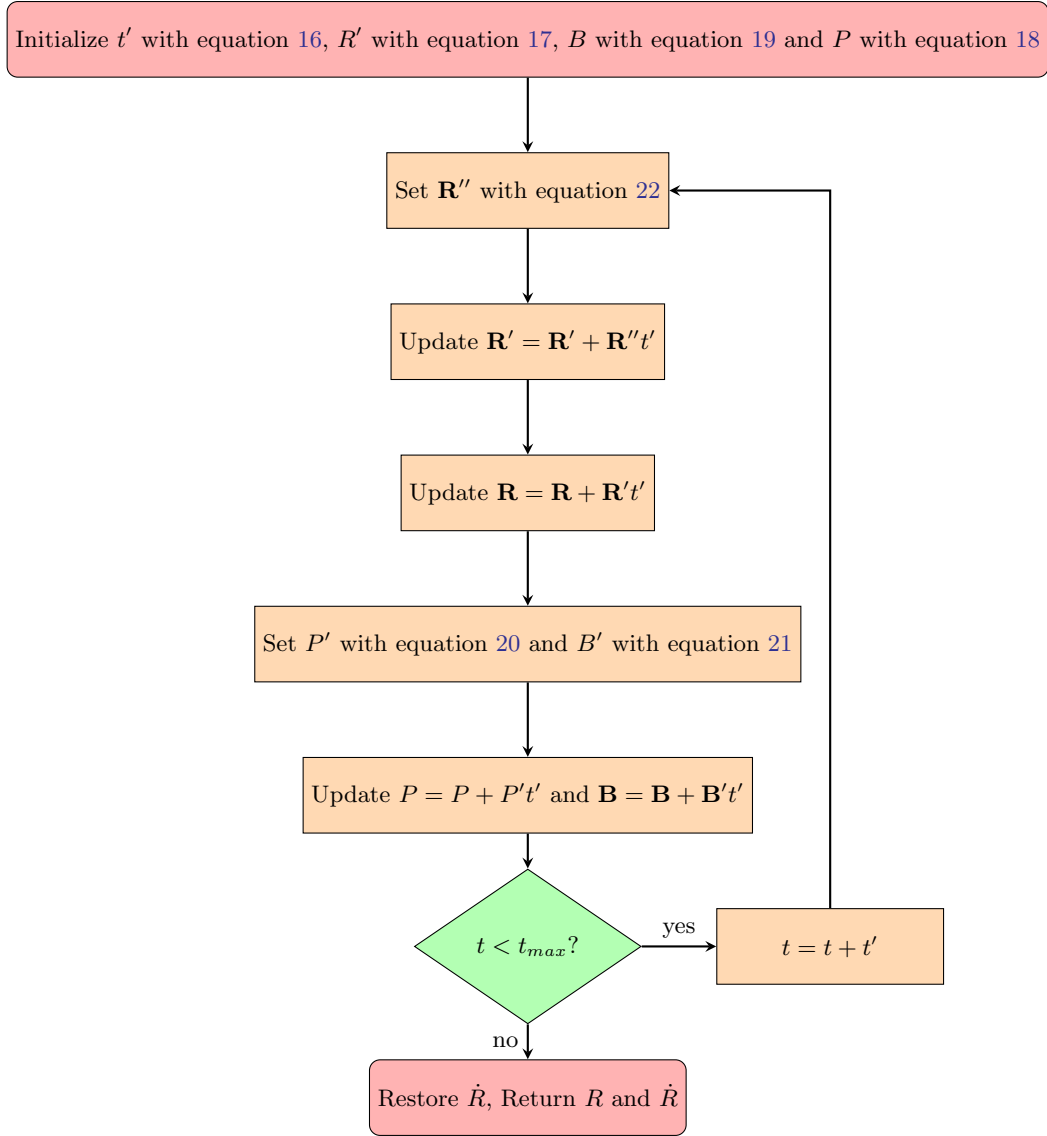 Initialize t′ with equation 16, R′ with equation 17, B with equation 19 and P with equation 18
Set R′′ with equation 22
Update R′ = R′ + R′′t′
Update R = R + R′t′
Set P′ with equation 20 and B′ with equation 21
Update P = P + P′t′ and B = B + B′t′
t < t_max?
yes
t = t + t′
no
Restore Ṙ, Return R and Ṙ